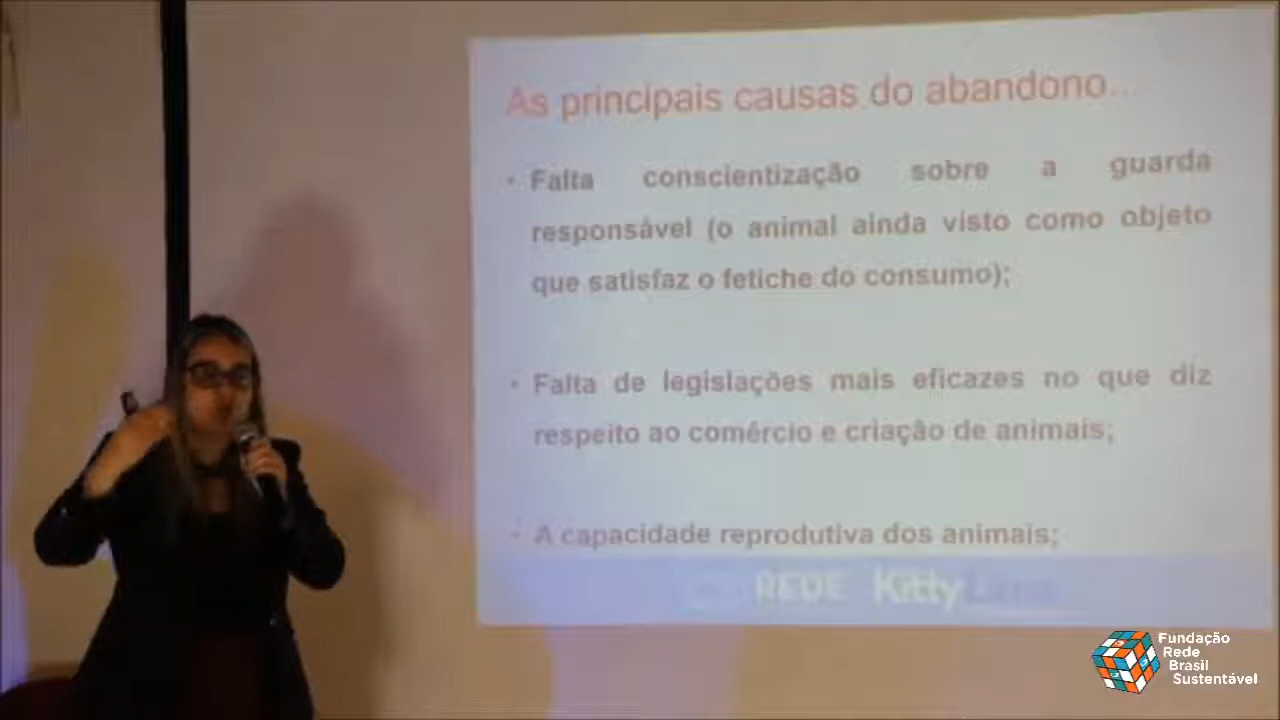 As principais causas do abandono...
• Falta conscientização sobre a guarda
responsável (o animal ainda visto como objeto
que satisfaz o fetiche do consumo);
• Falta de legislações mais eficazes no que diz
respeito ao comércio e criação de animais;
• A capacidade reprodutiva dos animais;
REDE Kitty Lima
Fundação
Rede
Brasil
Sustentável